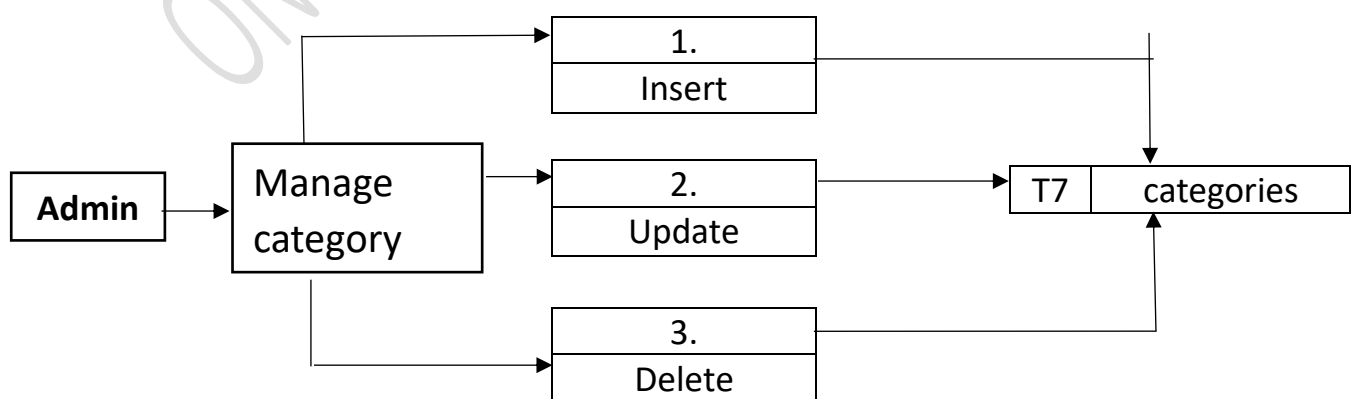 1.
Insert
Admin
Manage
category
2.
Update
T7 categories
3.
Delete